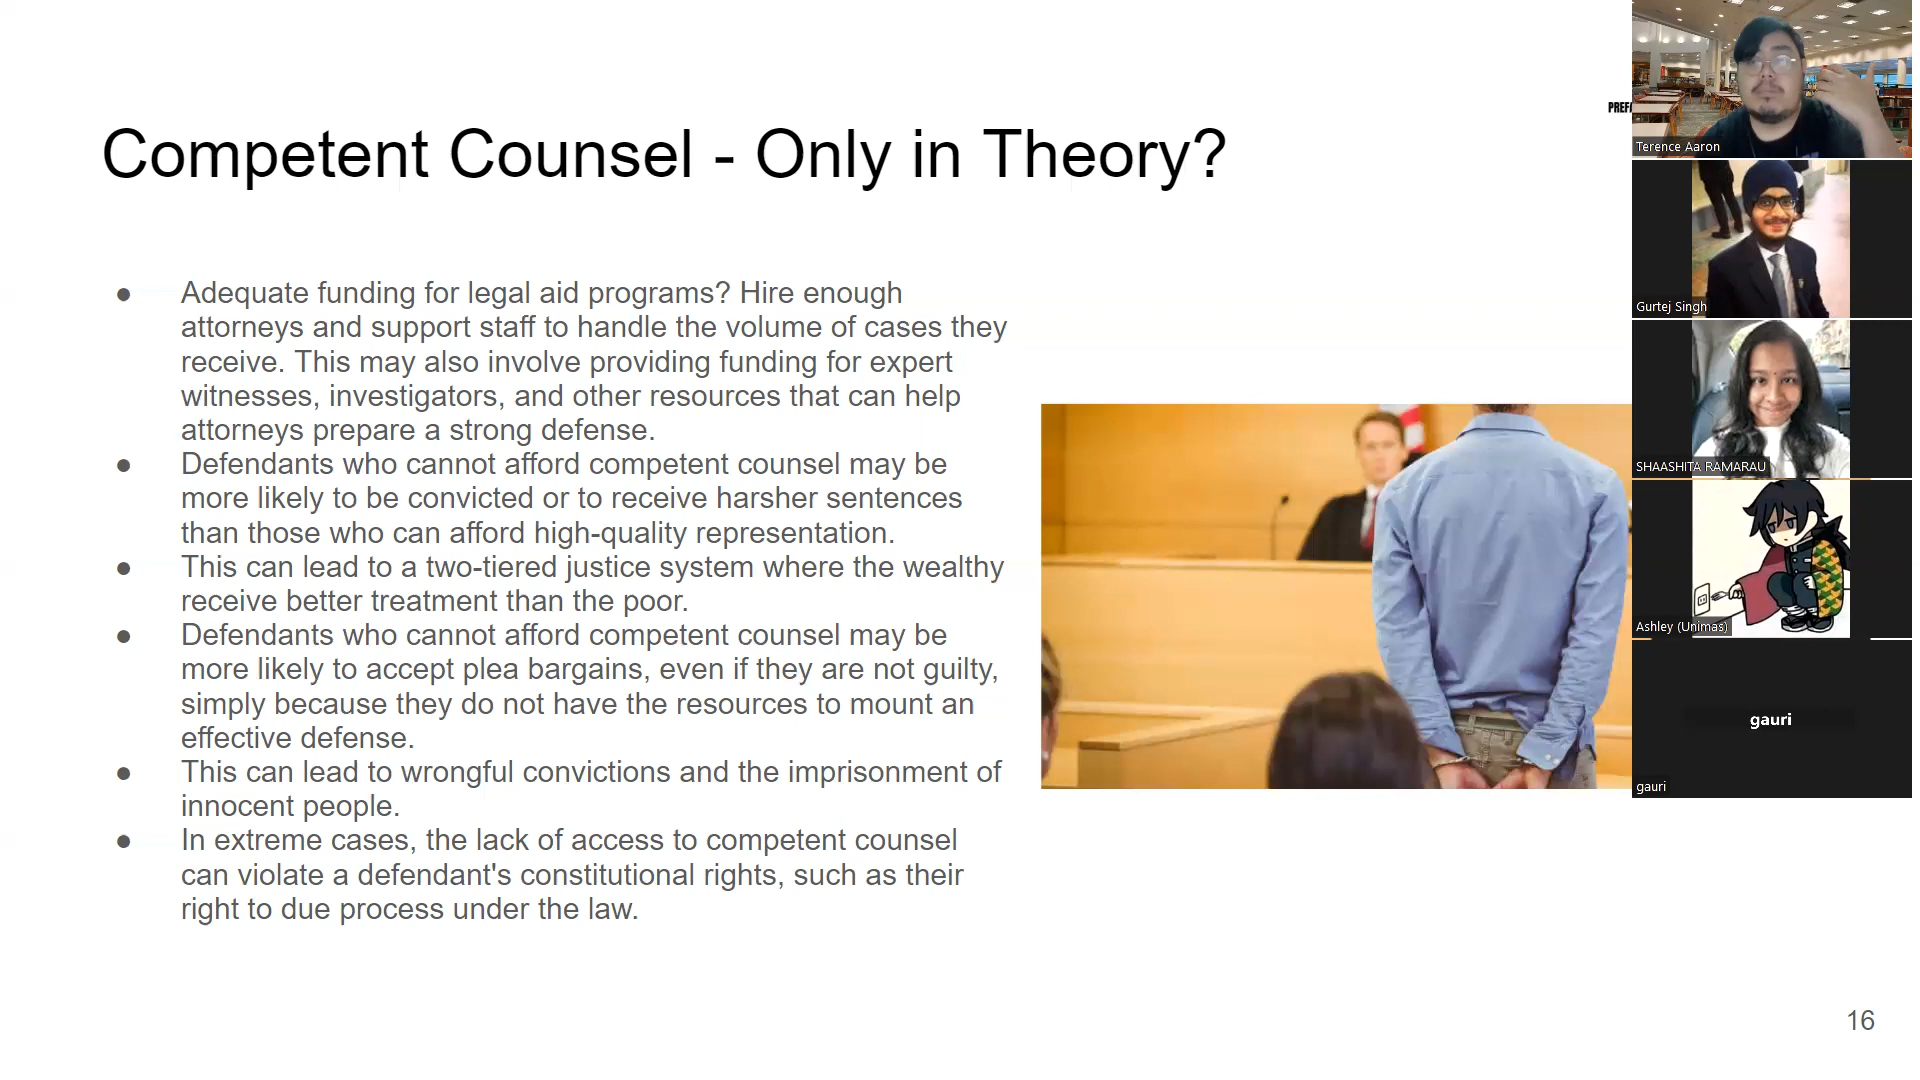 Competent Counsel - Only in Theory?
● Adequate funding for legal aid programs? Hire enough
attorneys and support staff to handle the volume of cases they
receive. This may also involve providing funding for expert
witnesses, investigators, and other resources that can help
attorneys prepare a strong defense.
● Defendants who cannot afford competent counsel may be
more likely to be convicted or to receive harsher sentences
than those who can afford high-quality representation.
● This can lead to a two-tiered justice system where the wealthy
receive better treatment than the poor.
● Defendants who cannot afford competent counsel may be
more likely to accept plea bargains, even if they are not guilty,
simply because they do not have the resources to mount an
effective defense.
● This can lead to wrongful convictions and the imprisonment of
innocent people.
● In extreme cases, the lack of access to competent counsel
can violate a defendant's constitutional rights, such as their
right to due process under the law.
16
Terence Aaron
Gurtej Singh
SHAASHITA RAMARAU
Ashley (Unimas)
gauri
gauri